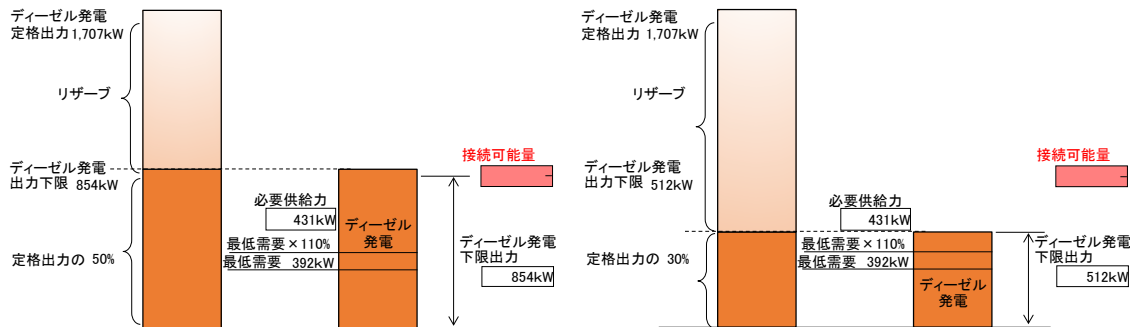 ディーゼル発電
定格出力 1,707kW
リザーブ
ディーゼル発電
出力下限 854kW
定格出力の 50%
接続可能量
-
必要供給力
431kW
最低需要×110%
最低需要 392kW
ディーゼル
発電
ディーゼル発電
下限出力
854kW
ディーゼル発電
定格出力 1,707kW
リザーブ
ディーゼル発電
出力下限 512kW
定格出力の 30%
接続可能量
-
必要供給力
431kW
最低需要×110%
最低需要 392kW
ディーゼル
発電
ディーゼル発電
下限出力
512kW